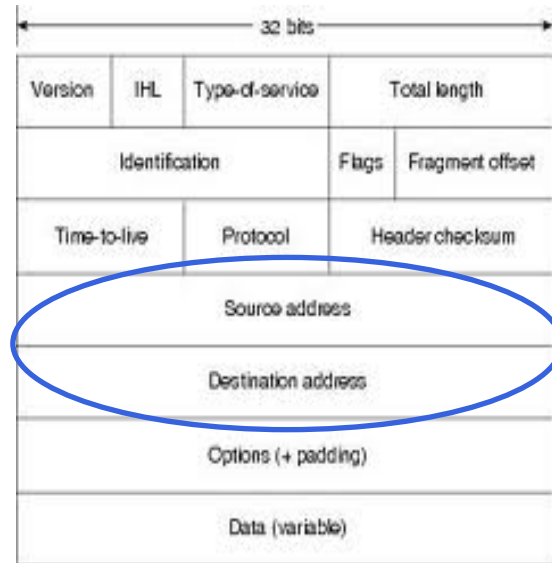 32 bits
Version IHL Type-of-service Total length
Identification Flags Fragment offset
Time-to-live Protocol Header checksum
Source address
Destination address
Options (+ padding)
Data (variable)